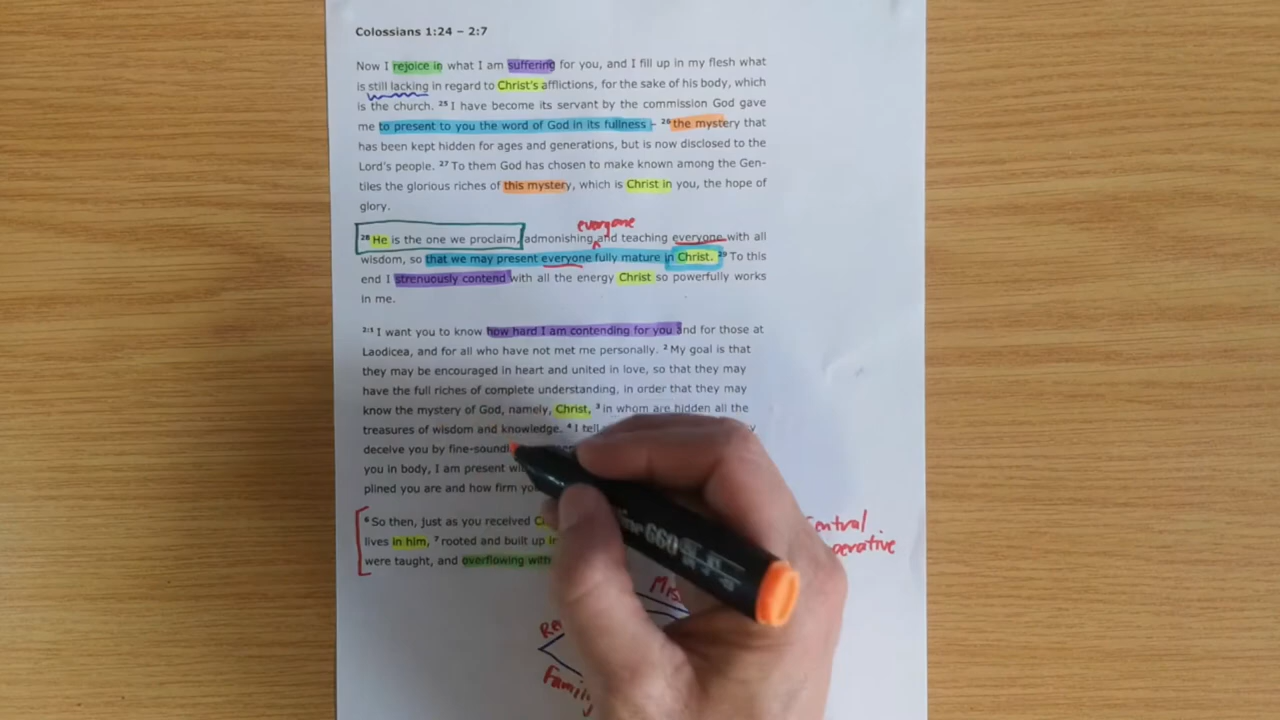 Colossians 1:24 – 2:7
Now I rejoice in what I am suffering for you, and I fill up in my flesh what
is still lacking in regard to Christ's afflictions, for the sake of his body, which
is the church. 25 I have become its servant by the commission God gave
me to present to you the word of God in its fullness – 26 the mystery that
has been kept hidden for ages and generations, but is now disclosed to the
Lord's people. 27 To them God has chosen to make known among the Gen-
tiles the glorious riches of this mystery, which is Christ in you, the hope of
glory.
everyone
28 He is the one we proclaim, admonishing and teaching everyone with all
wisdom, so that we may present everyone fully mature in Christ. 29 To this
end I strenuously contend with all the energy Christ so powerfully works
in me.
2:1 I want you to know how hard I am contending for you and for those at
Laodicea, and for all who have not met me personally. 2 My goal is that
they may be encouraged in heart and united in love, so that they may
have the full riches of complete understanding, in order that they may
know the mystery of God, namely, Christ, 3 in whom are hidden all the
treasures of wisdom and knowledge. 4 I tell
deceive you by fine-sound
you in body, I am present
plined you are and how firm
6 So then, just as you received
lives in him, 7 rooted and built up
were taught, and overflowing with
660
Family